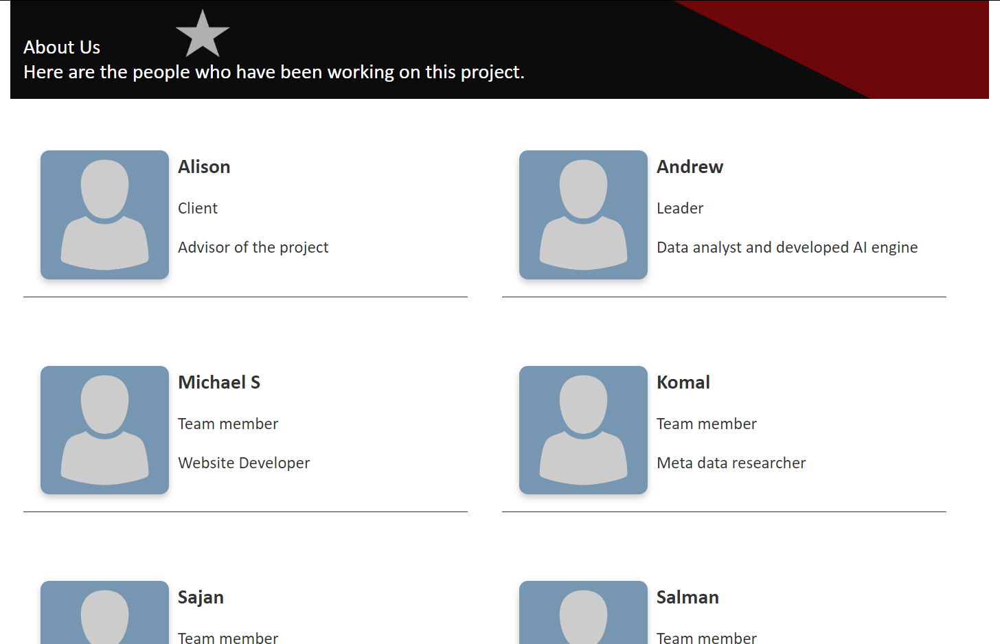 About Us
Here are the people who have been working on this project.
Alison
Client
Advisor of the project
Andrew
Leader
Data analyst and developed AI engine
Michael S
Team member
Website Developer
Komal
Team member
Meta data researcher
Sajan
Team member
Salman
Team member